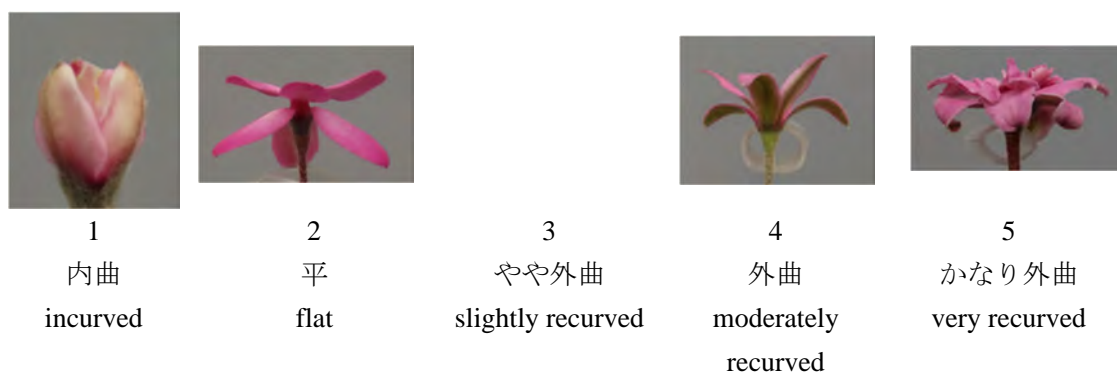 1 2 3 4 5
内曲 平 やや外曲 外曲 かなり外曲
incurved flat slightly recurved moderately very recurved
recurved